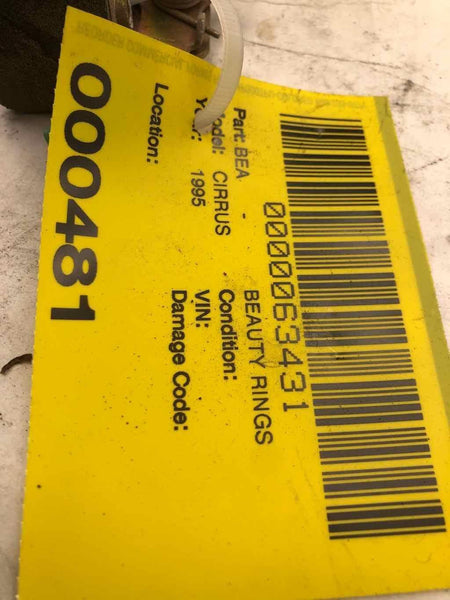 0000063431
Part: BEA - BEAUTY RINGS
Model: CIRRUS Condition:
1995 VIN:
Location: Damage Code:
000481